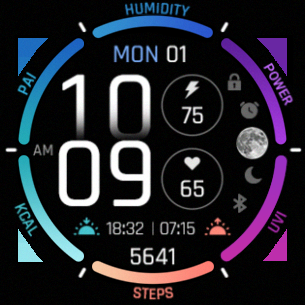 HUMIDITY
MON 01
PAI
POWER
10
75
AM
09
65
KCAL
UVI
18:32 | 07:15
5641
STEPS